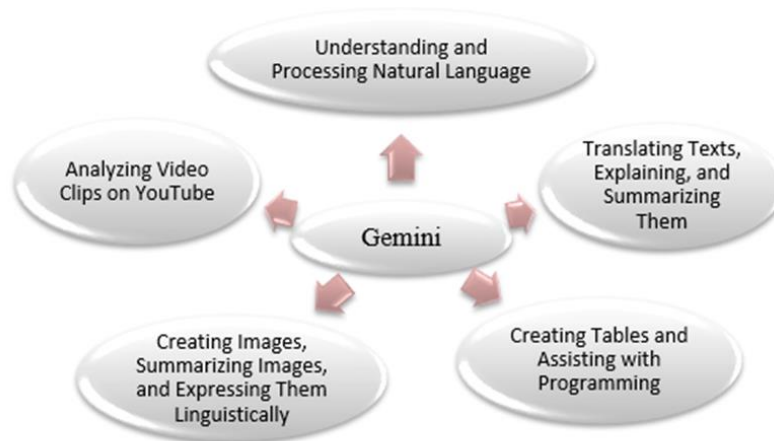 Understanding and
Processing Natural Language
Analyzing Video
Clips on YouTube
Translating Texts,
Explaining, and
Summarizing
Them
Gemini
Creating Images,
Summarizing Images,
and Expressing Them
Linguistically
Creating Tables and
Assisting with
Programming